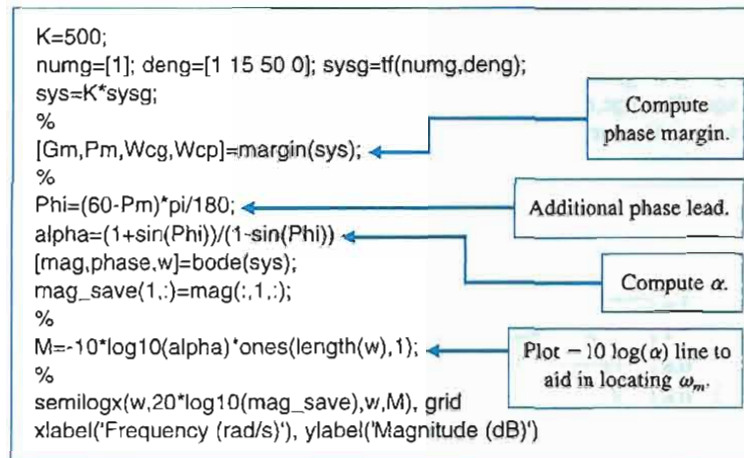 K=500;
numg=[1]; deng=[1 15 50 0]; sysg=tf(numg,deng);
sys=K*sysg;
%
[Gm,Pm,Wcg,Wcp]=margin(sys);
%
Phi=(60-Pm)*pi/180;
alpha=(1+sin(Phi))/(1-sin(Phi))
[mag,phase,w]=bode(sys);
mag_save(1,:)=mag(:,1,:);
%
M=-10*log10(alpha)*ones(length(w),1);
%
semilogx(w,20*log10(mag_save),w,M), grid
xlabel('Frequency (rad/s)'), ylabel('Magnitude (dB)')
Compute
phase margin.
Additional phase lead.
Compute α.
Plot −10 log(α) line to
aid in locating ωm.